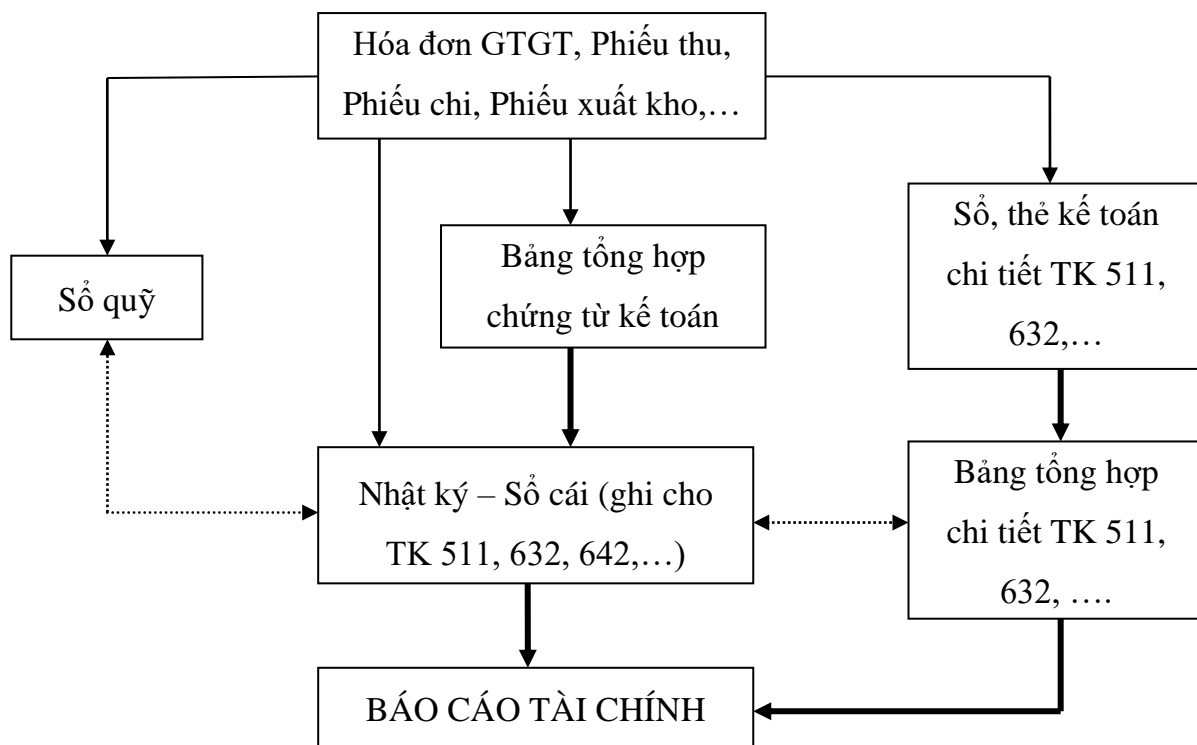 Hóa đơn GTGT, Phiếu thu,
Phiếu chi, Phiếu xuất kho,…
Sổ quỹ
Bảng tổng hợp
chứng từ kế toán
Sổ, thẻ kế toán
chi tiết TK 511,
632,…
Nhật ký – Sổ cái (ghi cho
TK 511, 632, 642,…)
Bảng tổng hợp
chi tiết TK 511,
632, ….
BÁO CÁO TÀI CHÍNH